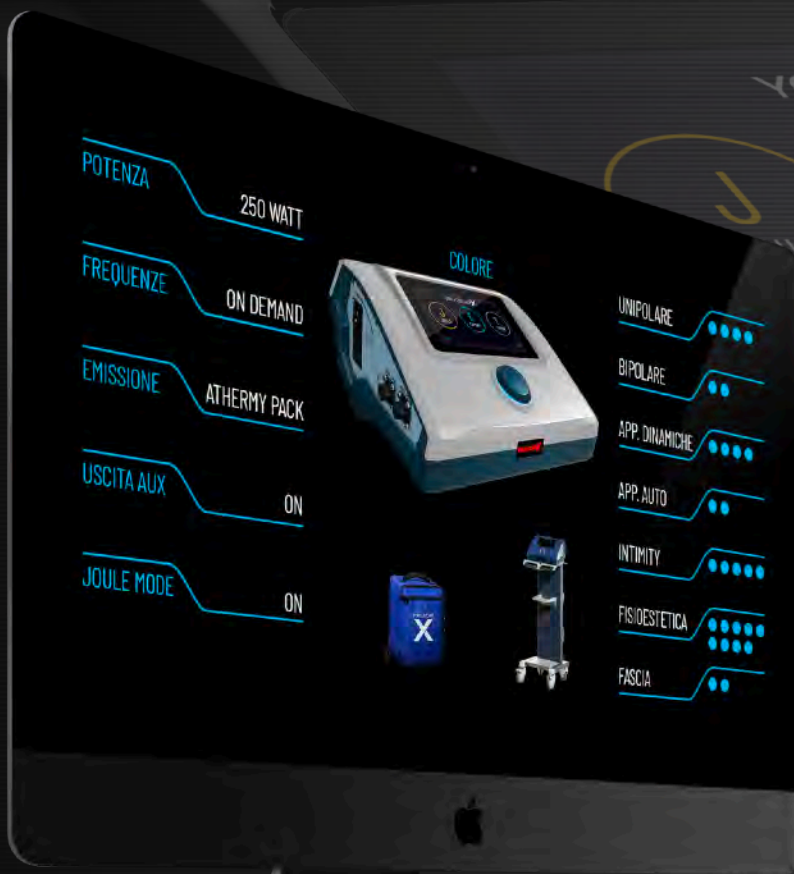 POTENZA
250 WATT
FREQUENZE
ON DEMAND
EMISSIONE
ATHERMY PACK
USCITA AUX
ON
JOULE MODE
ON
COLORE
X
UNIPOLARE
BIPOLARE
APP. DINAMICHE
APP. AUTO
INTIMITY
FISIOESTETICA
FASCIA